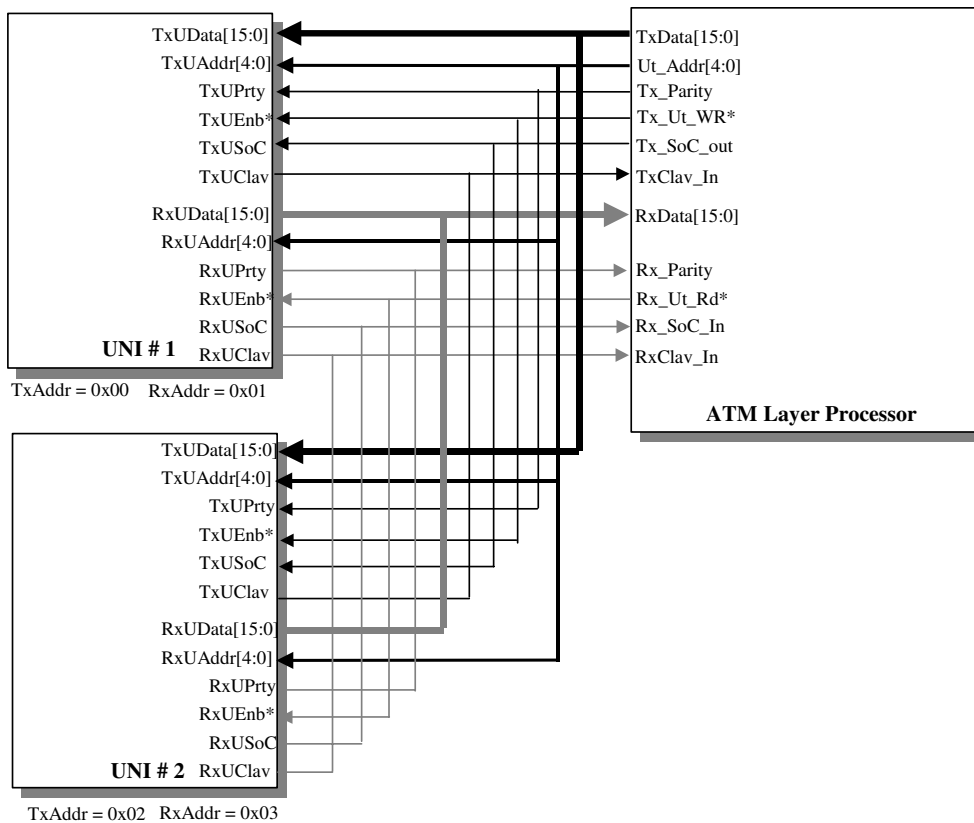 TxUData[15:0]
TxUAddr[4:0]
TxUPrty
TxUEnb*
TxUSoC
TxUClav
RxUData[15:0]
RxUAddr[4:0]
RxUPrty
RxUEnb*
RxUSoC
UNI # 1
RxUClav
TxAddr = 0x00 RxAddr = 0x01
TxData[15:0]
Ut_Addr[4:0]
Tx_Parity
Tx_Ut_WR*
Tx_SoC_out
TxClav_In
RxData[15:0]
Rx_Parity
Rx_Ut_Rd*
Rx_SoC_In
RxClav_In
ATM Layer Processor
TxUData[15:0]
TxUAddr[4:0]
TxUPrty
TxUEnb*
TxUSoC
TxUClav
RxUData[15:0]
RxUAddr[4:0]
RxUPrty
RxUEnb*
RxUSoC
UNI # 2 RxUClav
TxAddr = 0x02 RxAddr = 0x03